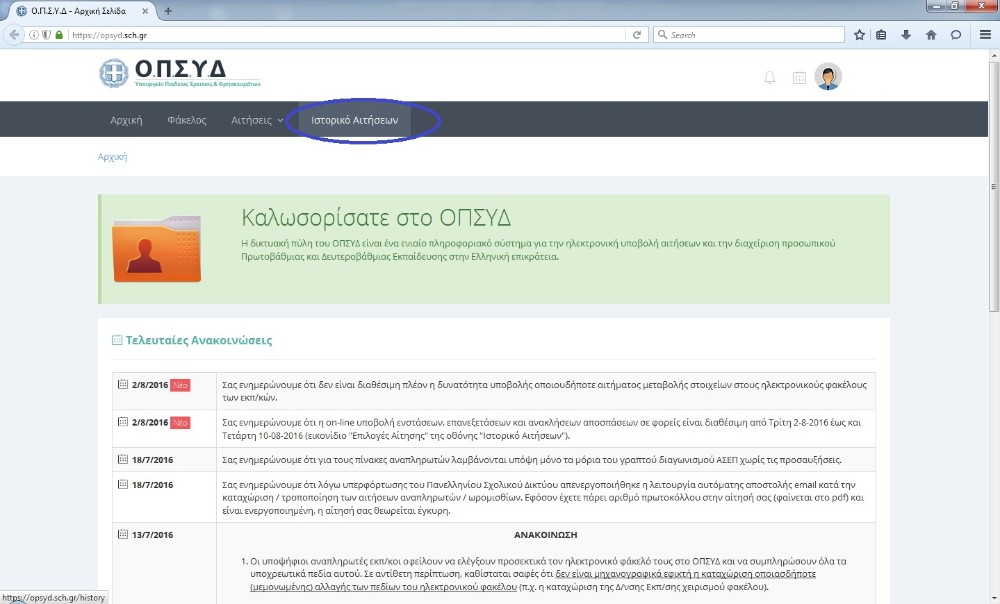 Ο.Π.Σ.Υ.Δ - Αρχική Σελίδα
https://opsyd.sch.gr
Search
Ο.Π.Σ.Υ.Δ
Υπουργείο Παιδείας Έρευνας & Θρησκευμάτων
Αρχική Φάκελος Αιτήσεις Ιστορικό Αιτήσεων
Αρχική
Καλωσορίσατε στο ΟΠΣΥΔ
Η δικτυακή πύλη του ΟΠΣΥΔ είναι ένα ενιαίο πληροφοριακό σύστημα για την ηλεκτρονική υποβολή αιτήσεων και την διαχείριση προσωπικού
Πρωτοβάθμιας και Δευτεροβάθμιας Εκπαίδευσης στην Ελληνική επικράτεια.
Τελευταίες Ανακοινώσεις
2/8/2016 Νέο
Σας ενημερώνουμε ότι δεν είναι διαθέσιμη πλέον η δυνατότητα υποβολής οποιουδήποτε αιτήματος μεταβολής στοιχείων στους ηλεκτρονικούς φακέλους
των εκπ/κών.
2/8/2016 Νέο
Σας ενημερώνουμε ότι η on-line υποβολή ενστάσεων, επανεξετάσεων και ανακλήσεων αποσπάσεων σε φορείς είναι διαθέσιμη από Τρίτη 2-8-2016 έως και
Τετάρτη 10-08-2016 (εικονίδιο "Επιλογές Αίτησης" της οθόνης "Ιστορικό Αιτήσεων").
18/7/2016
Σας ενημερώνουμε ότι για τους πίνακες αναπληρωτών λαμβάνονται υπόψη μόνο τα μόρια του γραπτού διαγωνισμού ΑΣΕΠ χωρίς τις προσαυξήσεις.
18/7/2016
Σας ενημερώνουμε ότι λόγω υπερφόρτωσης του Πανελληνίου Σχολικού Δικτύου απενεργοποιήθηκε η λειτουργία αυτόματης αποστολής email κατά την
καταχώριση / τροποποίηση των αιτήσεων αναπληρωτών / ωρομισθίων. Εφόσον έχετε πάρει αριθμό πρωτοκόλλου στην αίτησή σας (φαίνεται στο pdf) και
είναι ενεργοποιημένη, η αίτησή σας θεωρείται έγκυρη.
13/7/2016
ΑΝΑΚΟΙΝΩΣΗ
1. Οι υποψήφιοι αναπληρωτές εκπ/κοι οφείλουν να ελέγξουν προσεκτικά τον ηλεκτρονικό φάκελό τους στο ΟΠΣΥΔ και να συμπληρώσουν όλα τα
υποχρεωτικά πεδία αυτού. Σε αντίθετη περίπτωση, καθίσταται σαφές ότι δεν είναι μηχανογραφικά εφικτή η καταχώριση οποιασδήποτε
(μεμονωμένης) αλλαγής των πεδίων του ηλεκτρονικού φακέλου (π.χ. η καταχώριση της Δ/νσης Εκπ/σης χειρισμού φακέλου).
https://opsyd.sch.gr/history